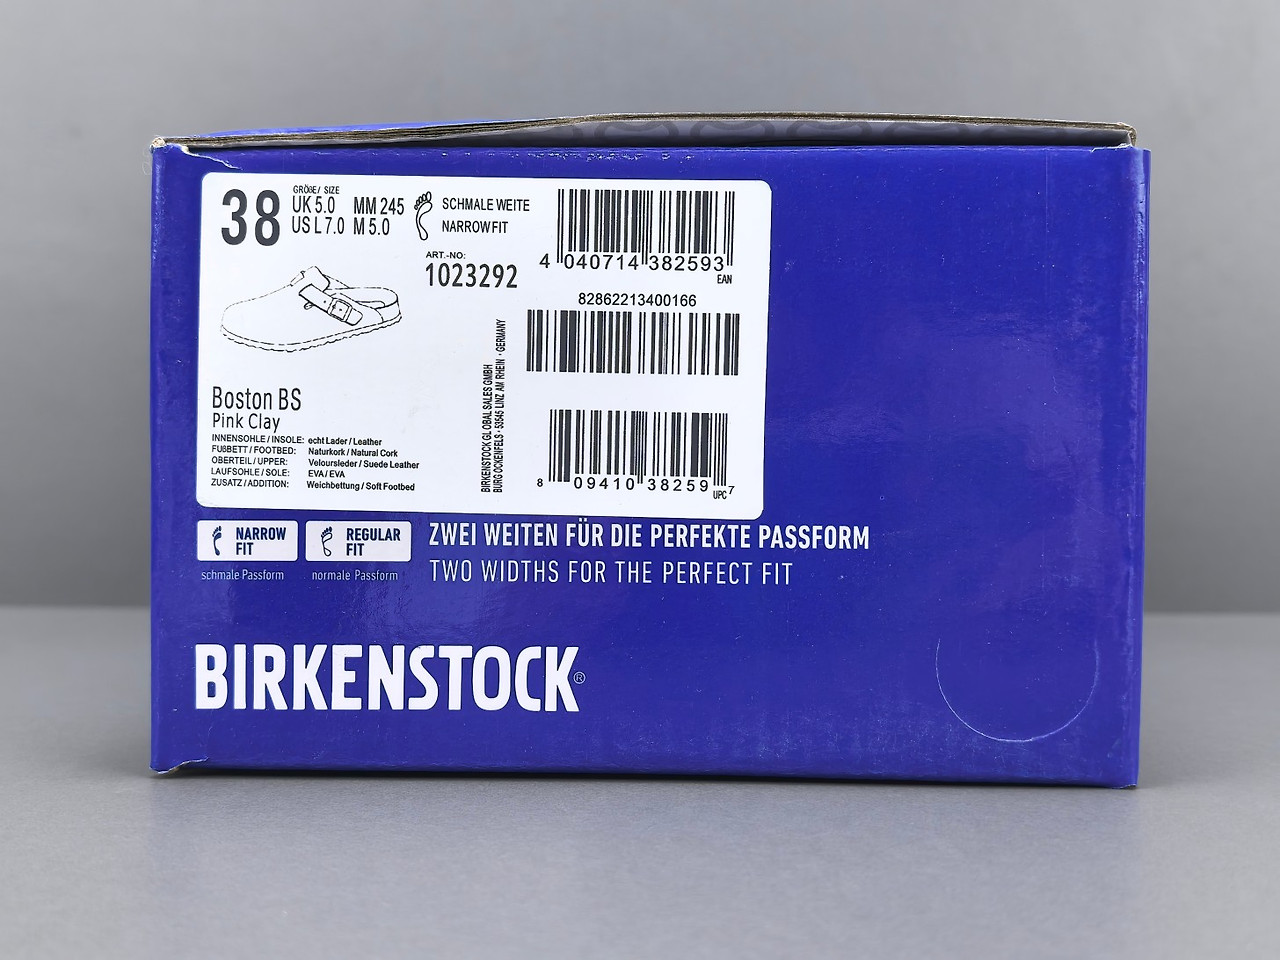 38
GRÖßE/ SIZE
UK 5.0 MM 245
US L 7.0 M 5.0
SCHMALE WEITE
NARROW FIT
ART.-NO:
1023292
4 040714 382593
EAN
82862213400166
BIRKENSTOCK GLOBAL SALES GMBH
BURG OCKENFELS · 53545 LINZ AM RHEIN · GERMANY
Boston BS
Pink Clay
INNENSOHLE / INSOLE: echt Lader / Leather
FUßBETT / FOOTBED: Naturkork / Natural Cork
OBERTEIL / UPPER: Veloursleder / Suede Leather
LAUFSOHLE / SOLE: EVA / EVA
ZUSATZ / ADDITION: Weichbettung / Soft Footbed
8 09410 38259 7
UPC
NARROW FIT
schmale Passform
REGULAR FIT
normale Passform
ZWEI WEITEN FÜR DIE PERFEKTE PASSFORM
TWO WIDTHS FOR THE PERFECT FIT
BIRKENSTOCK®